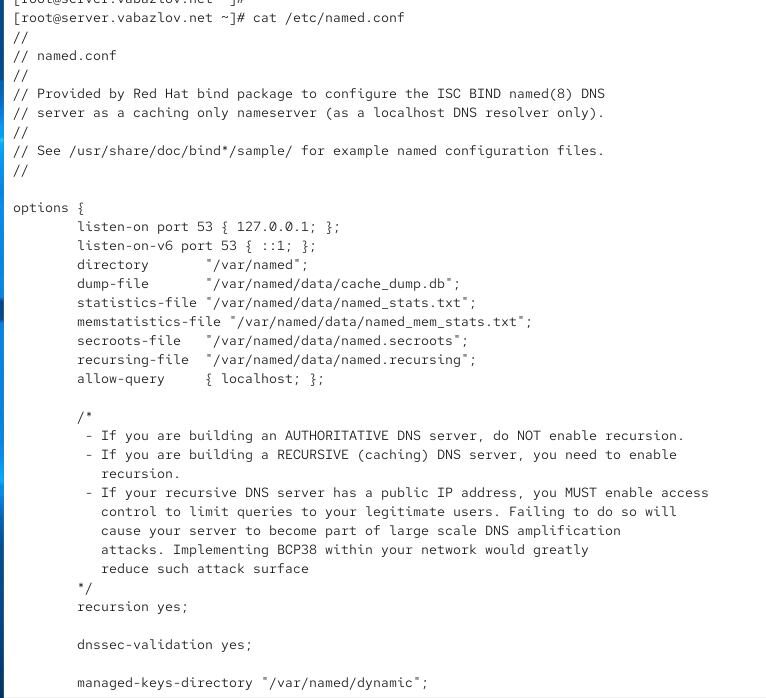 [root@server.vabazlov.net ~]#
[root@server.vabazlov.net ~]# cat /etc/named.conf
//
// named.conf
//
// Provided by Red Hat bind package to configure the ISC BIND named(8) DNS
// server as a caching only nameserver (as a localhost DNS resolver only).
//
// See /usr/share/doc/bind*/sample/ for example named configuration files.
//
options {
        listen-on port 53 { 127.0.0.1; };
        listen-on-v6 port 53 { ::1; };
        directory       "/var/named";
        dump-file       "/var/named/data/cache_dump.db";
        statistics-file "/var/named/data/named_stats.txt";
        memstatistics-file "/var/named/data/named_mem_stats.txt";
        secroots-file   "/var/named/data/named.secroots";
        recursing-file  "/var/named/data/named.recursing";
        allow-query     { localhost; };
        /*
         - If you are building an AUTHORITATIVE DNS server, do NOT enable recursion.
         - If you are building a RECURSIVE (caching) DNS server, you need to enable
           recursion.
         - If your recursive DNS server has a public IP address, you MUST enable access
           control to limit queries to your legitimate users. Failing to do so will
           cause your server to become part of large scale DNS amplification
           attacks. Implementing BCP38 within your network would greatly
           reduce such attack surface
        */
        recursion yes;
        dnssec-validation yes;
        managed-keys-directory "/var/named/dynamic";